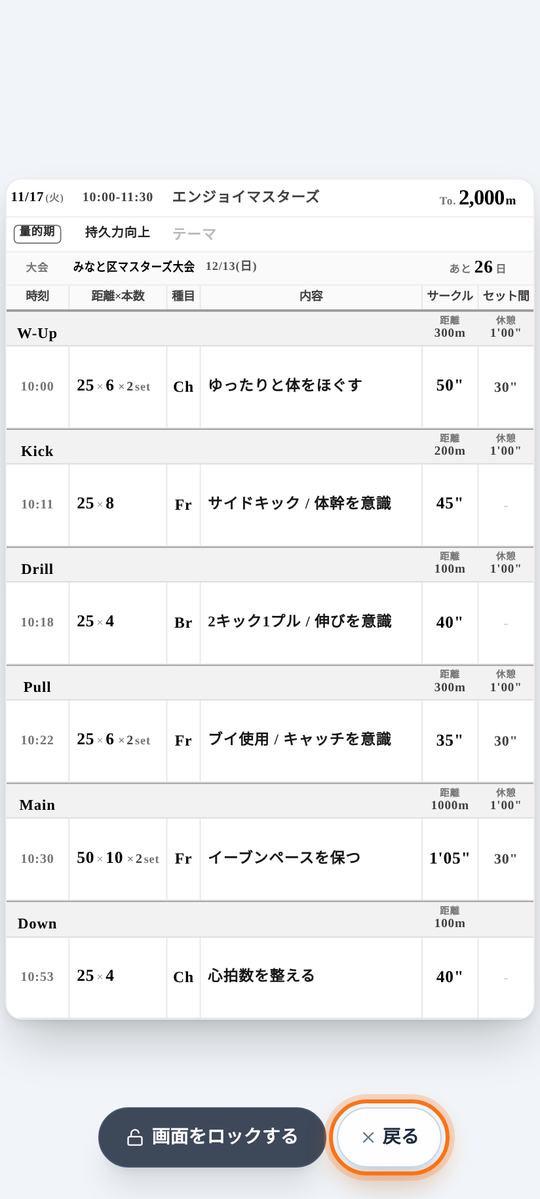 11/17(火) 10:00-11:30 エンジョイマスターズ To. 2,000m
量的期 持久力向上 テーマ
大会 みなと区マスターズ大会 12/13(日) あと 26 日
時刻 距離×本数 種目 内容 サークル セット間
W-Up 距離 300m 休憩 1'00"
10:00 25×6×2set Ch ゆったりと体をほぐす 50" 30"
Kick 距離 200m 休憩 1'00"
10:11 25×8 Fr サイドキック / 体幹を意識 45" -
Drill 距離 100m 休憩 1'00"
10:18 25×4 Br 2キック1プル / 伸びを意識 40" -
Pull 距離 300m 休憩 1'00"
10:22 25×6×2set Fr ブイ使用 / キャッチを意識 35" 30"
Main 距離 1000m 休憩 1'00"
10:30 50×10×2set Fr イーブンペースを保つ 1'05" 30"
Down 距離 100m
10:53 25×4 Ch 心拍数を整える 40" -
画面をロックする × 戻る